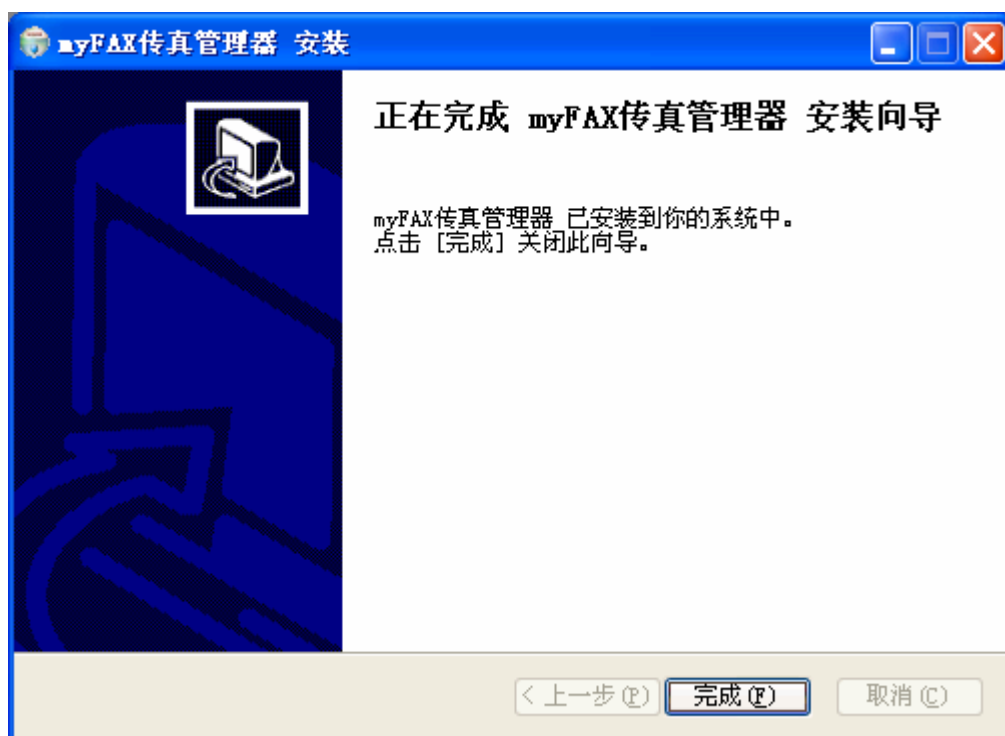 myFAX传真管理器 安装
正在完成 myFAX传真管理器 安装向导
myFAX传真管理器 已安装到你的系统中。
点击 [完成] 关闭此向导。
< 上一步(P) 完成(F) 取消(C)